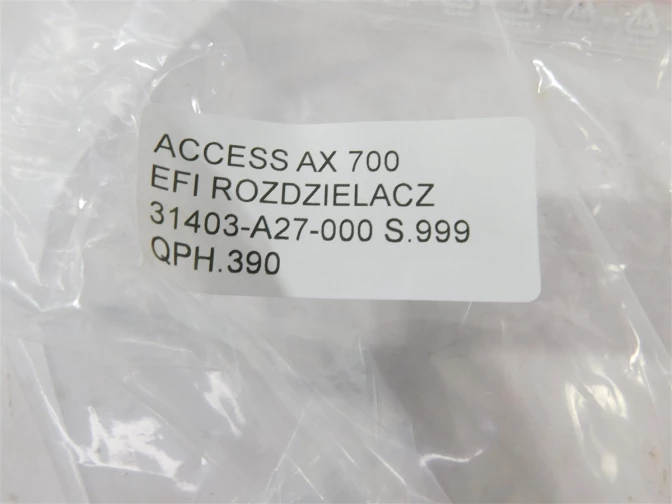 ACCESS AX 700
EFI ROZDZIELACZ
31403-A27-000 S.999
QPH.390